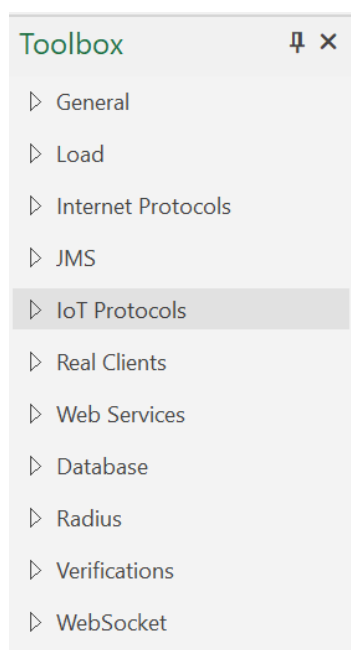 Toolbox
General
Load
Internet Protocols
JMS
IoT Protocols
Real Clients
Web Services
Database
Radius
Verifications
WebSocket